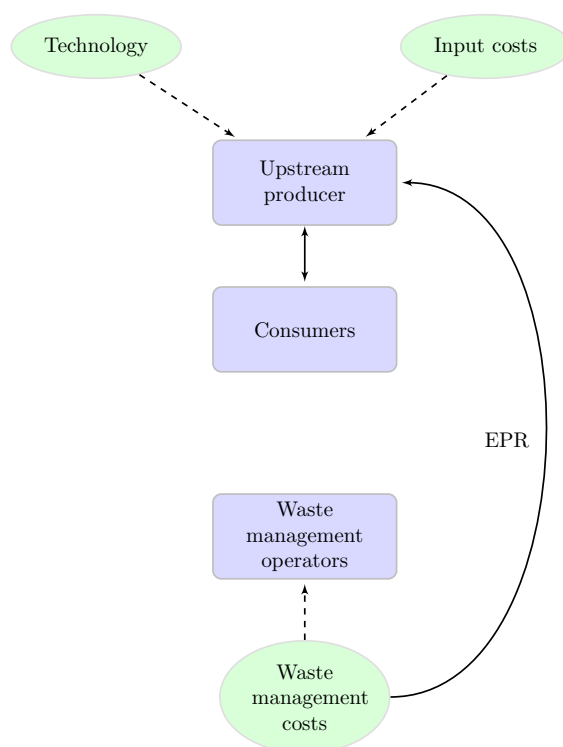 Technology
Input costs
Upstream
producer
Consumers
EPR
Waste
management
operators
Waste
management
costs